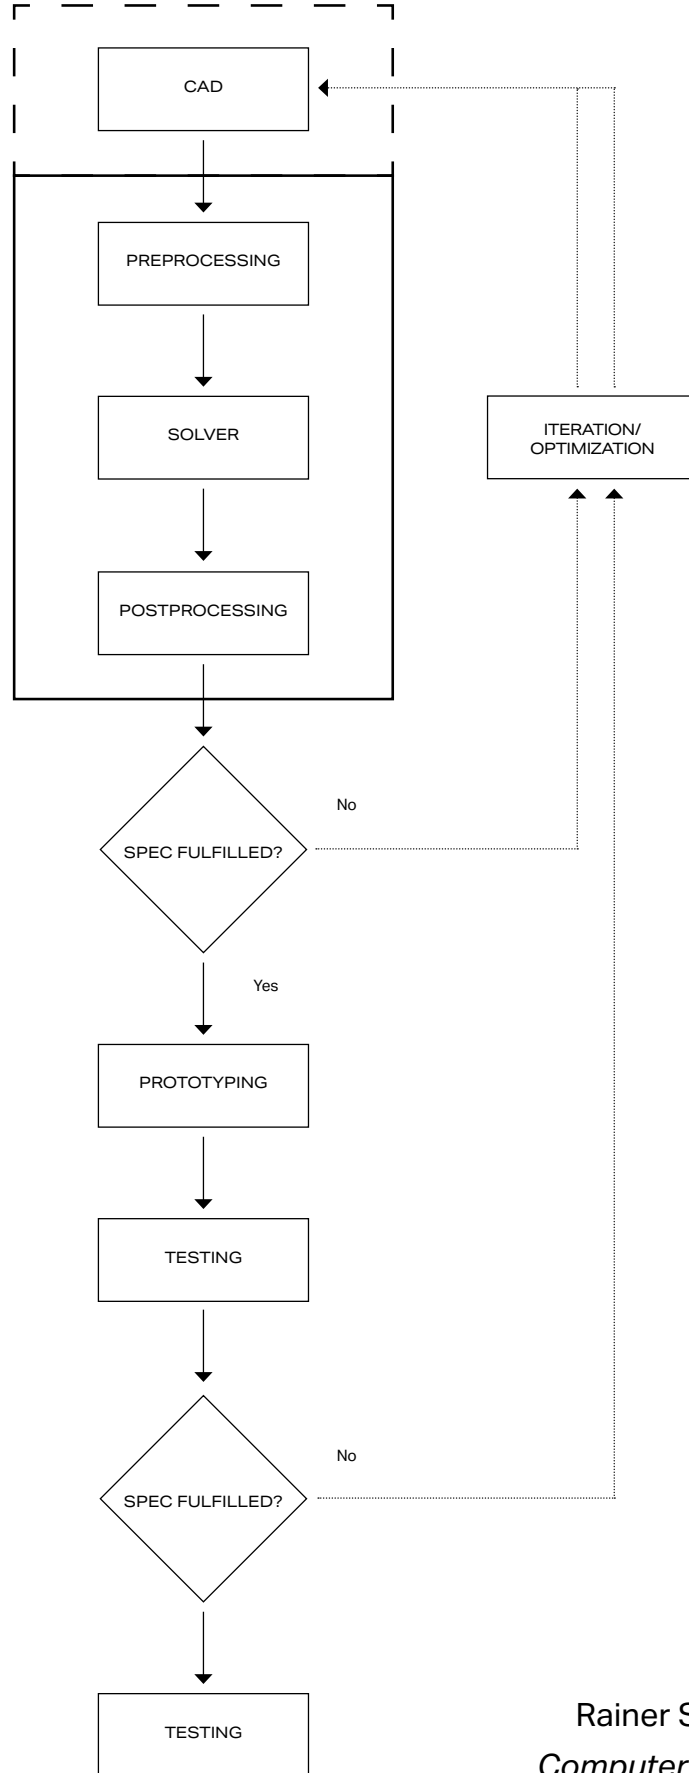 CAD
PREPROCESSING
SOLVER
ITERATION/
OPTIMIZATION
POSTPROCESSING
No
SPEC FULFILLED?
Yes
PROTOTYPING
TESTING
No
SPEC FULFILLED?
TESTING
Rainer S
Computer